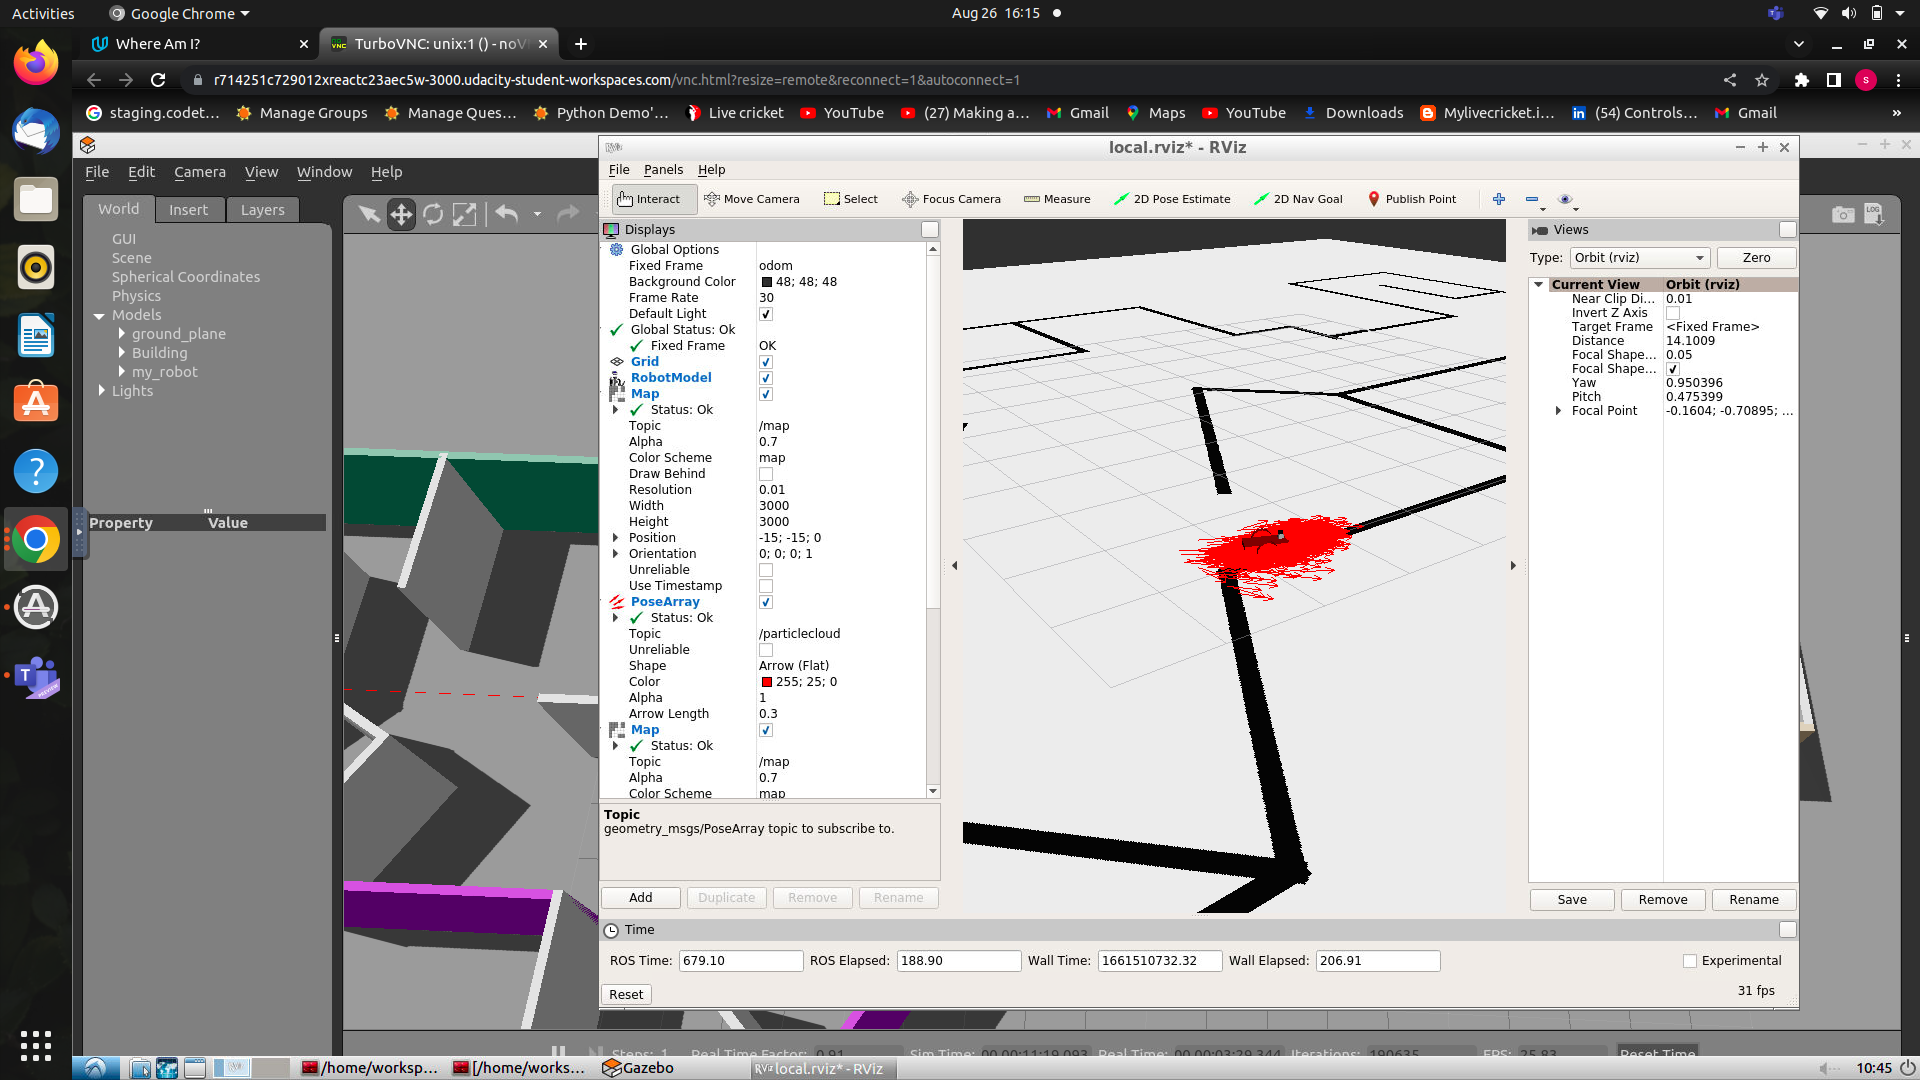 Activities
Google Chrome
Aug 26 16:15
Where Am I?
TurboVNC: unix:1 () - noV
r714251c729012xreactc23aec5w-3000.udacity-student-workspaces.com/vnc.html?resize=remote&reconnect=1&autoconnect=1
s
staging.codet...
Manage Groups
Manage Ques...
Python Demo'...
Live cricket
YouTube
(27) Making a...
Gmail
Maps
YouTube
Downloads
Mylivecricket.i...
(54) Controls...
Gmail
»
File Edit Camera View Window Help
World Insert Layers
GUI
Scene
Spherical Coordinates
Physics
Models
ground_plane
Building
my_robot
Lights
Property Value
local.rviz* - RViz
File Panels Help
Interact Move Camera Select Focus Camera Measure 2D Pose Estimate 2D Nav Goal Publish Point
Displays
Global Options
Fixed Frame odom
Background Color 48; 48; 48
Frame Rate 30
Default Light
Global Status: Ok
Fixed Frame OK
Grid
RobotModel
Map
Status: Ok
Topic /map
Alpha 0.7
Color Scheme map
Draw Behind
Resolution 0.01
Width 3000
Height 3000
Position -15; -15; 0
Orientation 0; 0; 0; 1
Unreliable
Use Timestamp
PoseArray
Status: Ok
Topic /particlecloud
Unreliable
Shape Arrow (Flat)
Color 255; 25; 0
Alpha 1
Arrow Length 0.3
Map
Status: Ok
Topic /map
Alpha 0.7
Color Scheme map
Topic
geometry_msgs/PoseArray topic to subscribe to.
Add Duplicate Remove Rename
Views
Type: Orbit (rviz) Zero
Current View Orbit (rviz)
Near Clip Di... 0.01
Invert Z Axis
Target Frame <Fixed Frame>
Distance 14.1009
Focal Shape... 0.05
Focal Shape...
Yaw 0.950396
Pitch 0.475399
Focal Point -0.1604; -0.70895; ...
Save Remove Rename
Time
ROS Time: 679.10 ROS Elapsed: 188.90 Wall Time: 1661510732.32 Wall Elapsed: 206.91 Experimental
Reset
31 fps
Steps: 1 Real Time Factor: 0.91 Sim Time: 00 00:11:19.093 Real Time: 00 00:03:29.344 Iterations: 190635 FPS: 25.83 Reset Time
/home/worksp...
[/home/works...
Gazebo
local.rviz* - RViz
10:45